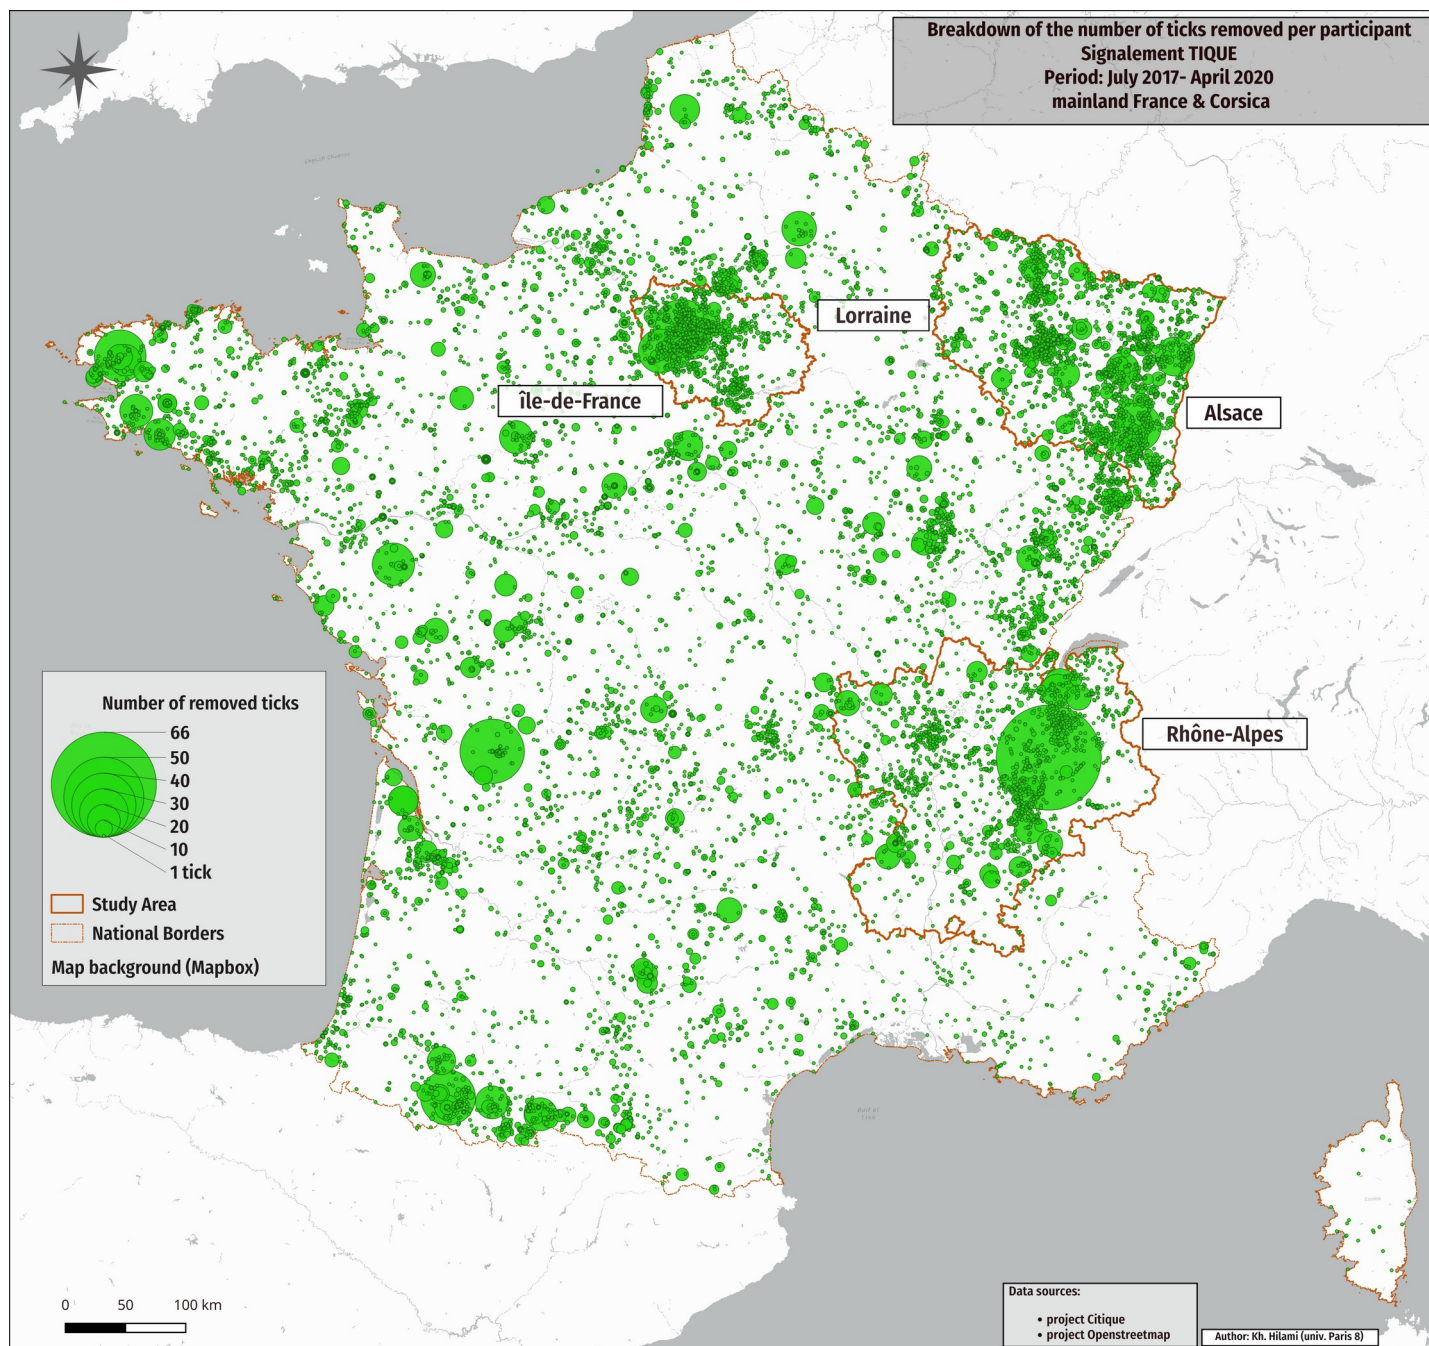 Breakdown of the number of ticks removed per participant
Signalement TIQUE
Period: July 2017- April 2020
mainland France & Corsica
Lorraine
île-de-France
Alsace
Rhône-Alpes
Number of removed ticks
66
50
40
30
20
10
1 tick
Study Area
National Borders
Map background (Mapbox)
0 50 100 km
Data sources:
• project Citique
• project Openstreetmap
Author: Kh. Hilami (univ. Paris 8)